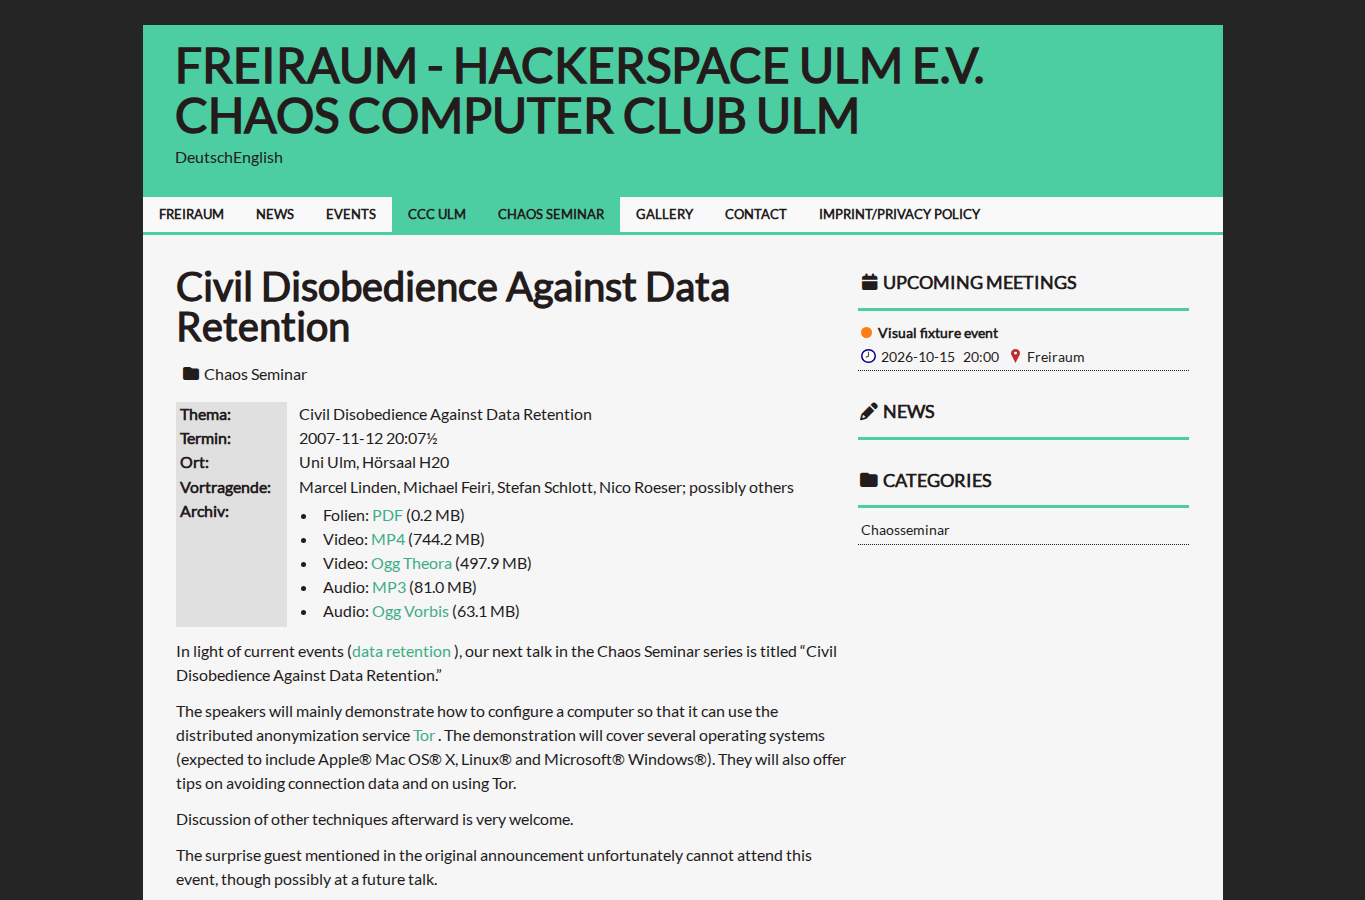 FREIRAUM - HACKERSPACE ULM E.V.
CHAOS COMPUTER CLUB ULM
DeutschEnglish
FREIRAUM NEWS EVENTS CCC ULM CHAOS SEMINAR GALLERY CONTACT IMPRINT/PRIVACY POLICY
Civil Disobedience Against Data
Retention
Chaos Seminar
Thema: Civil Disobedience Against Data Retention
Termin: 2007-11-12 20:07½
Ort: Uni Ulm, Hörsaal H20
Vortragende: Marcel Linden, Michael Feiri, Stefan Schlott, Nico Roeser; possibly others
Archiv:
• Folien: PDF (0.2 MB)
• Video: MP4 (744.2 MB)
• Video: Ogg Theora (497.9 MB)
• Audio: MP3 (81.0 MB)
• Audio: Ogg Vorbis (63.1 MB)
In light of current events (data retention ), our next talk in the Chaos Seminar series is titled “Civil
Disobedience Against Data Retention.”
The speakers will mainly demonstrate how to configure a computer so that it can use the
distributed anonymization service Tor . The demonstration will cover several operating systems
(expected to include Apple® Mac OS® X, Linux® and Microsoft® Windows®). They will also offer
tips on avoiding connection data and on using Tor.
Discussion of other techniques afterward is very welcome.
The surprise guest mentioned in the original announcement unfortunately cannot attend this
event, though possibly at a future talk.
UPCOMING MEETINGS
Visual fixture event
2026-10-15 20:00 Freiraum
NEWS
CATEGORIES
Chaosseminar